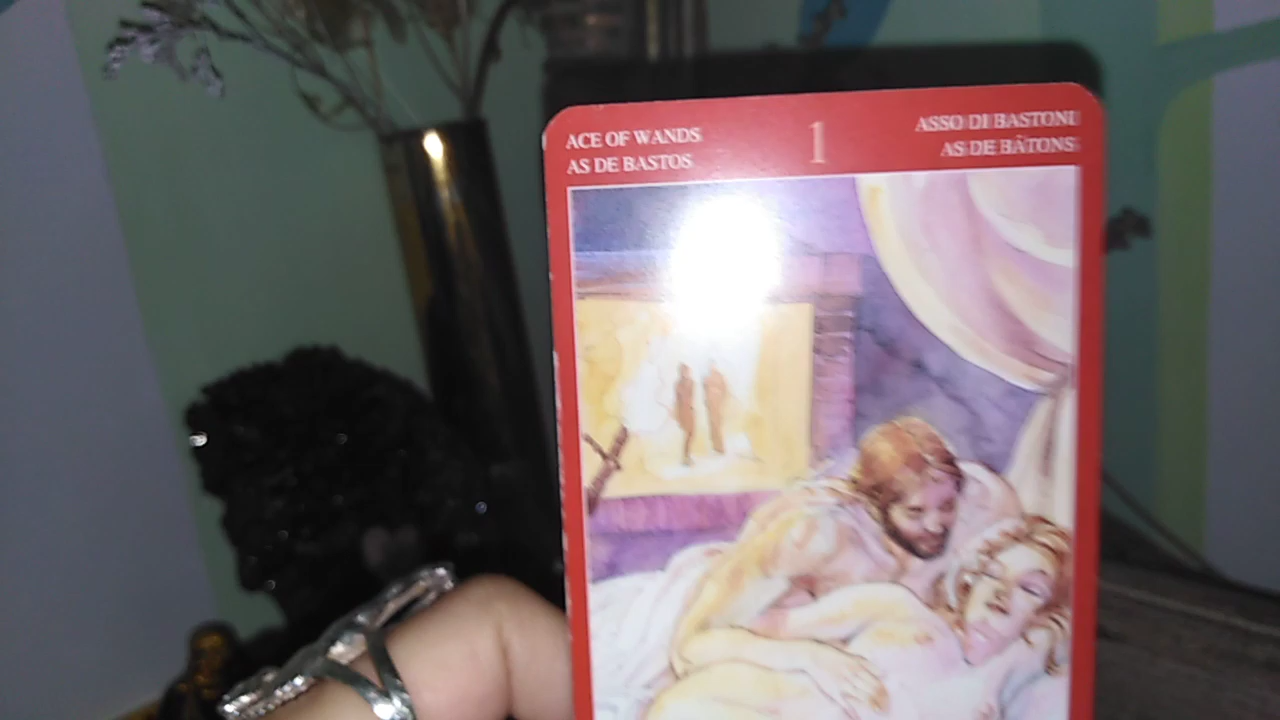 ACE OF WANDS
AS DE BASTOS
1
ASSO DI BASTONI
AS DE BÂTONS